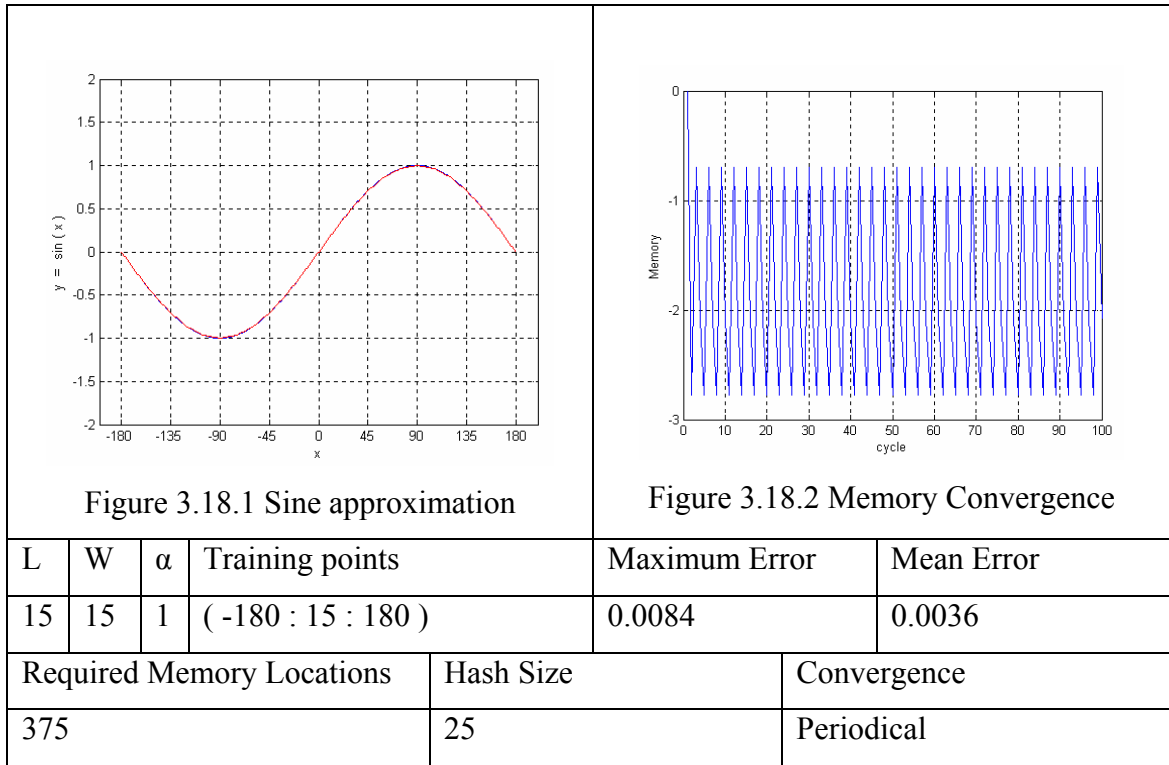 2
1.5
1
0.5
0
-0.5
-1
-1.5
-2
y = sin ( x )
-180 -135 -90 -45 0 45 90 135 180
x
Figure 3.18.1 Sine approximation
0
-1
-2
-3
Memory
0 10 20 30 40 50 60 70 80 90 100
cycle
Figure 3.18.2 Memory Convergence
L W α Training points Maximum Error Mean Error
15 15 1 ( -180 : 15 : 180 ) 0.0084 0.0036
Required Memory Locations Hash Size Convergence
375 25 Periodical